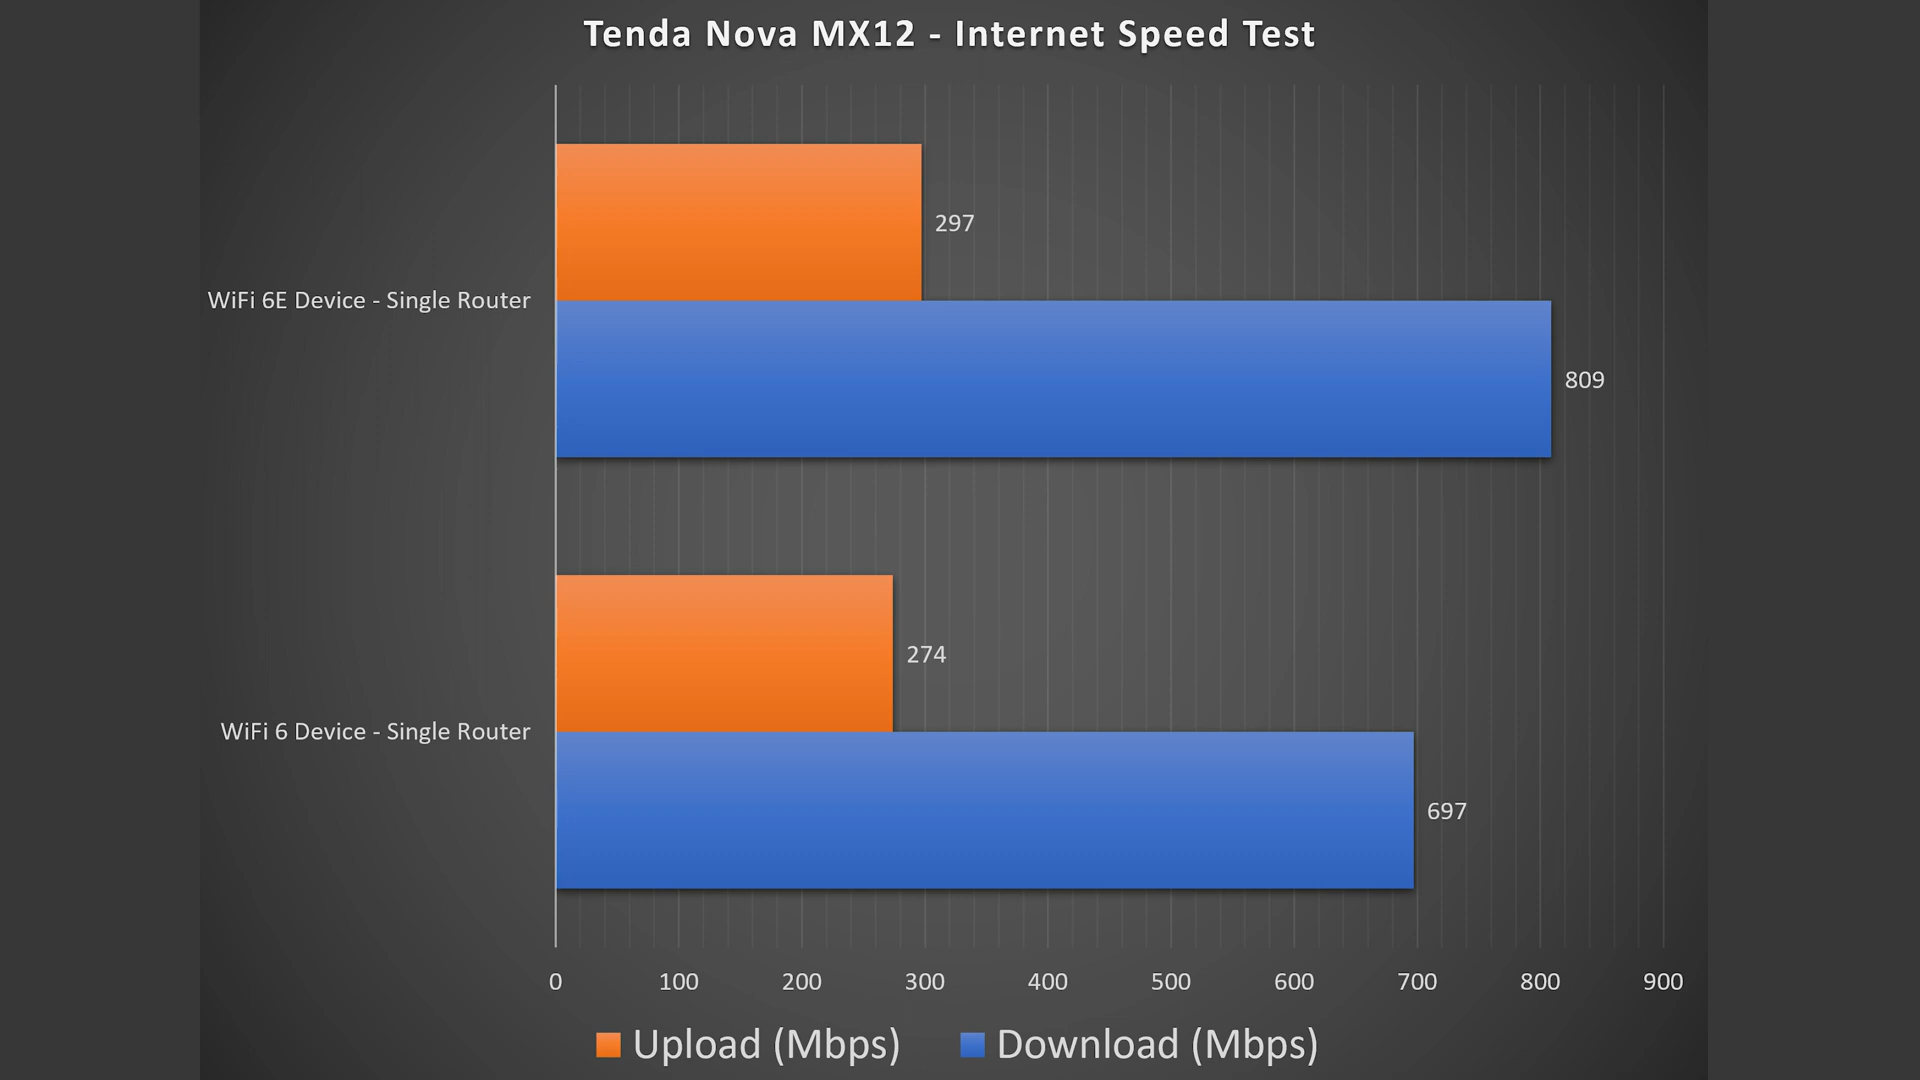 Tenda Nova MX12 - Internet Speed Test
297
WiFi 6E Device - Single Router
809
274
WiFi 6 Device - Single Router
697
0 100 200 300 400 500 600 700 800 900
Upload (Mbps) Download (Mbps)